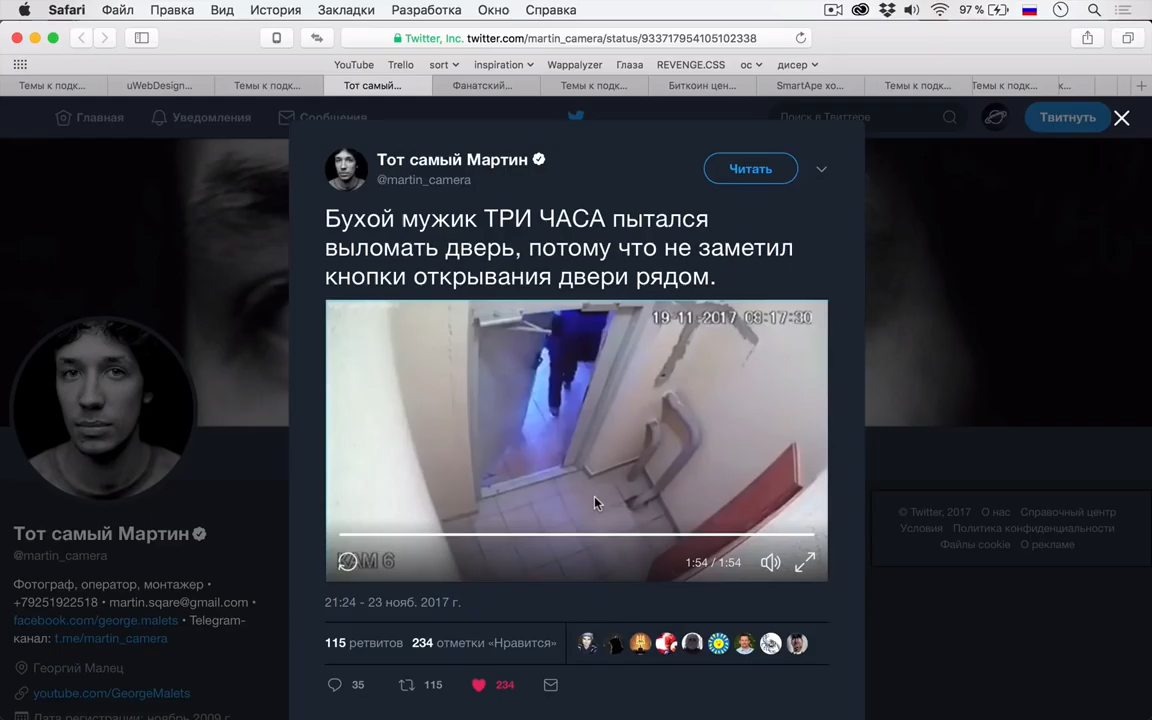 Safari Файл Правка Вид История Закладки Разработка Окно Справка 97 %
Twitter, Inc. twitter.com/martin_camera/status/933717954105102338
YouTube Trello sort inspiration Wappalyzer Глаза REVENGE.CSS ос дисер
Темы к подк... uWebDesign... Темы к подк... Тот самый... Фанатский... Темы к подк... Биткоин цен... SmartApe хо... Темы к подк... Темы к подк... к...
Главная Уведомления Сообщения Поиск в Твиттере Твитнуть
Тот самый Мартин
@martin_camera
Читать
Бухой мужик ТРИ ЧАСА пытался
выломать дверь, потому что не заметил
кнопки открывания двери рядом.
19-11-2017 08:17:30
1:54 / 1:54
21:24 - 23 нояб. 2017 г.
115 ретвитов 234 отметки «Нравится»
35 115 234
Тот самый Мартин
@martin_camera
Фотограф, оператор, монтажер •
+79251922518 • martin.sqare@gmail.com •
facebook.com/george.malets • Telegram-
канал: t.me/martin_camera
Георгий Малец
youtube.com/GeorgeMalets
Дата регистрации: ноябрь 2009 г.
© Twitter, 2017 О нас Справочный центр
Условия Политика конфиденциальности
Файлы cookie О рекламе